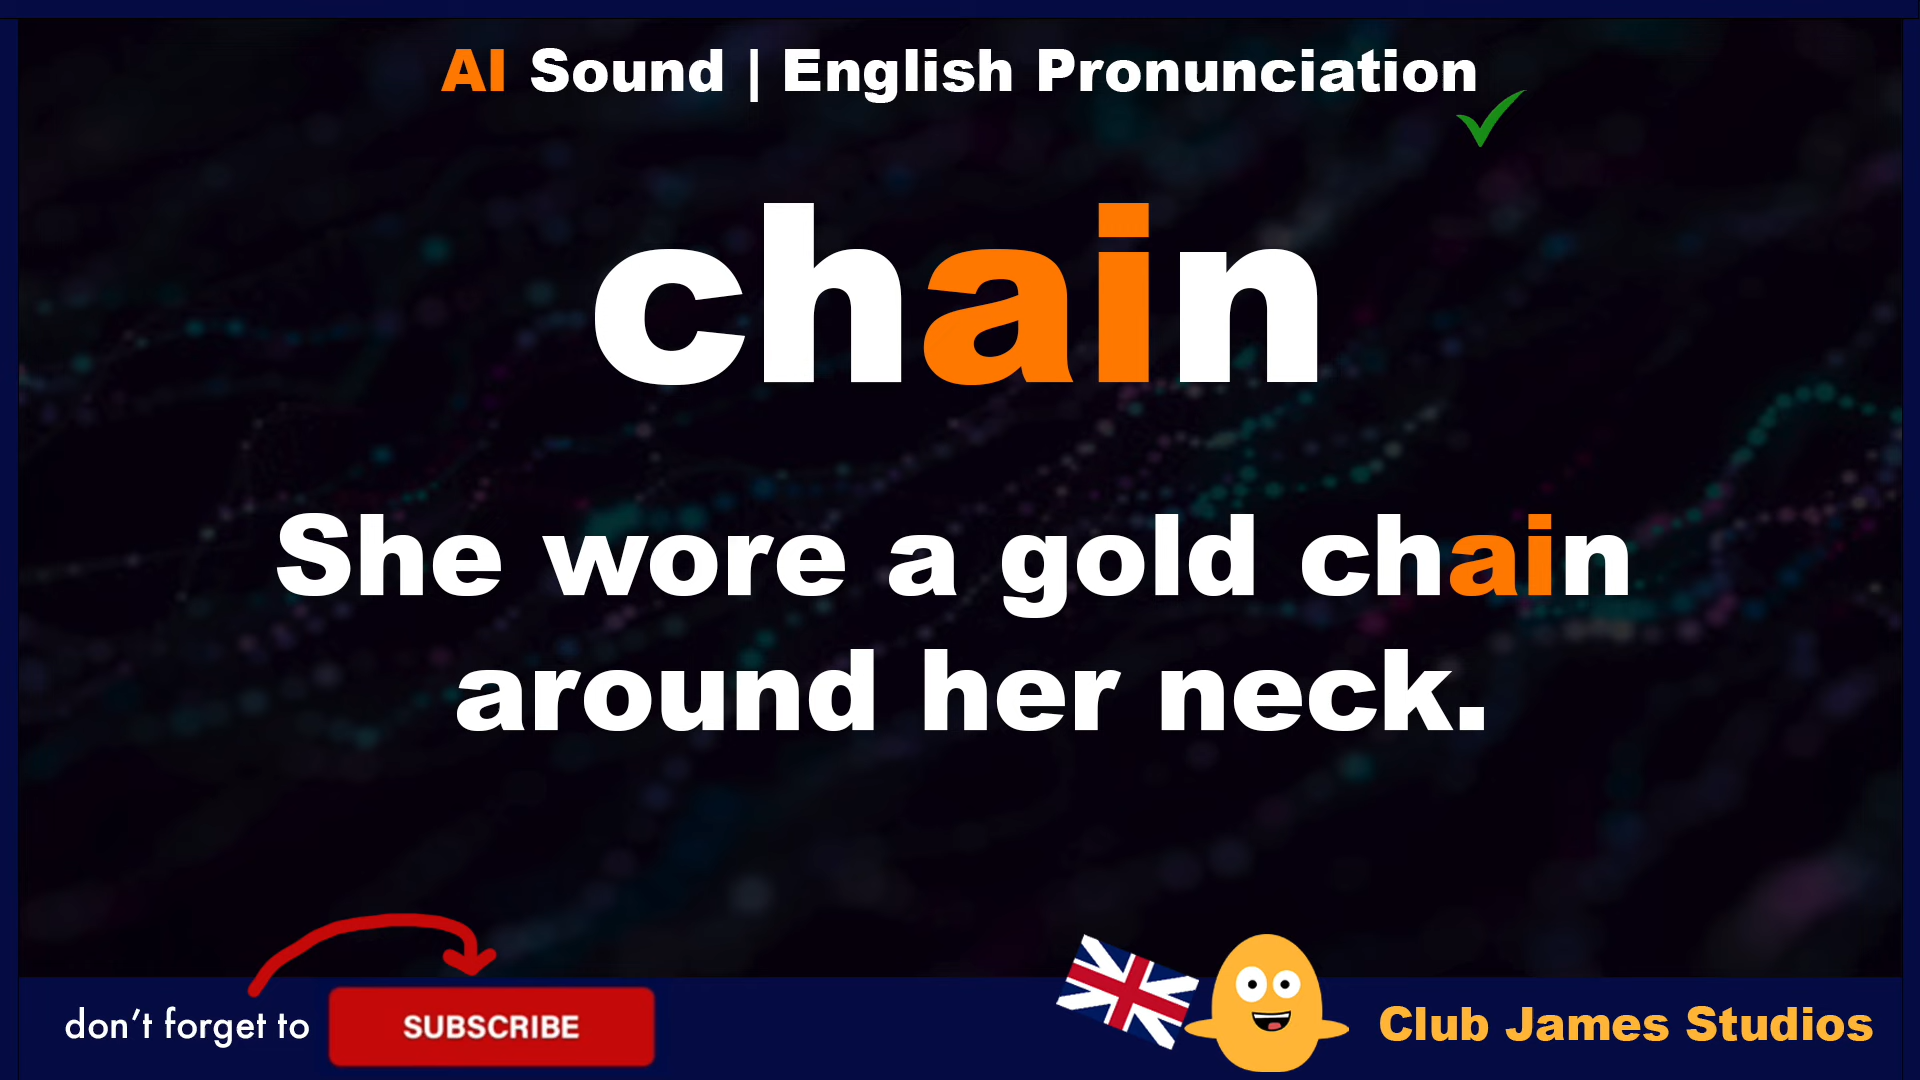 AI Sound | English Pronunciation
chain
She wore a gold chain
around her neck.
don't forget to
SUBSCRIBE
Club James Studios